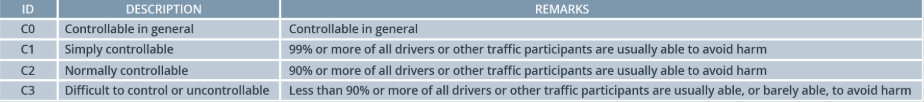 ID DESCRIPTION REMARKS
C0 Controllable in general Controllable in general
C1 Simply controllable 99% or more of all drivers or other traffic participants are usually able to avoid harm
C2 Normally controllable 90% or more of all drivers or other traffic participants are usually able to avoid harm
C3 Difficult to control or uncontrollable Less than 90% or more of all drivers or other traffic participants are usually able, or barely able, to avoid harm